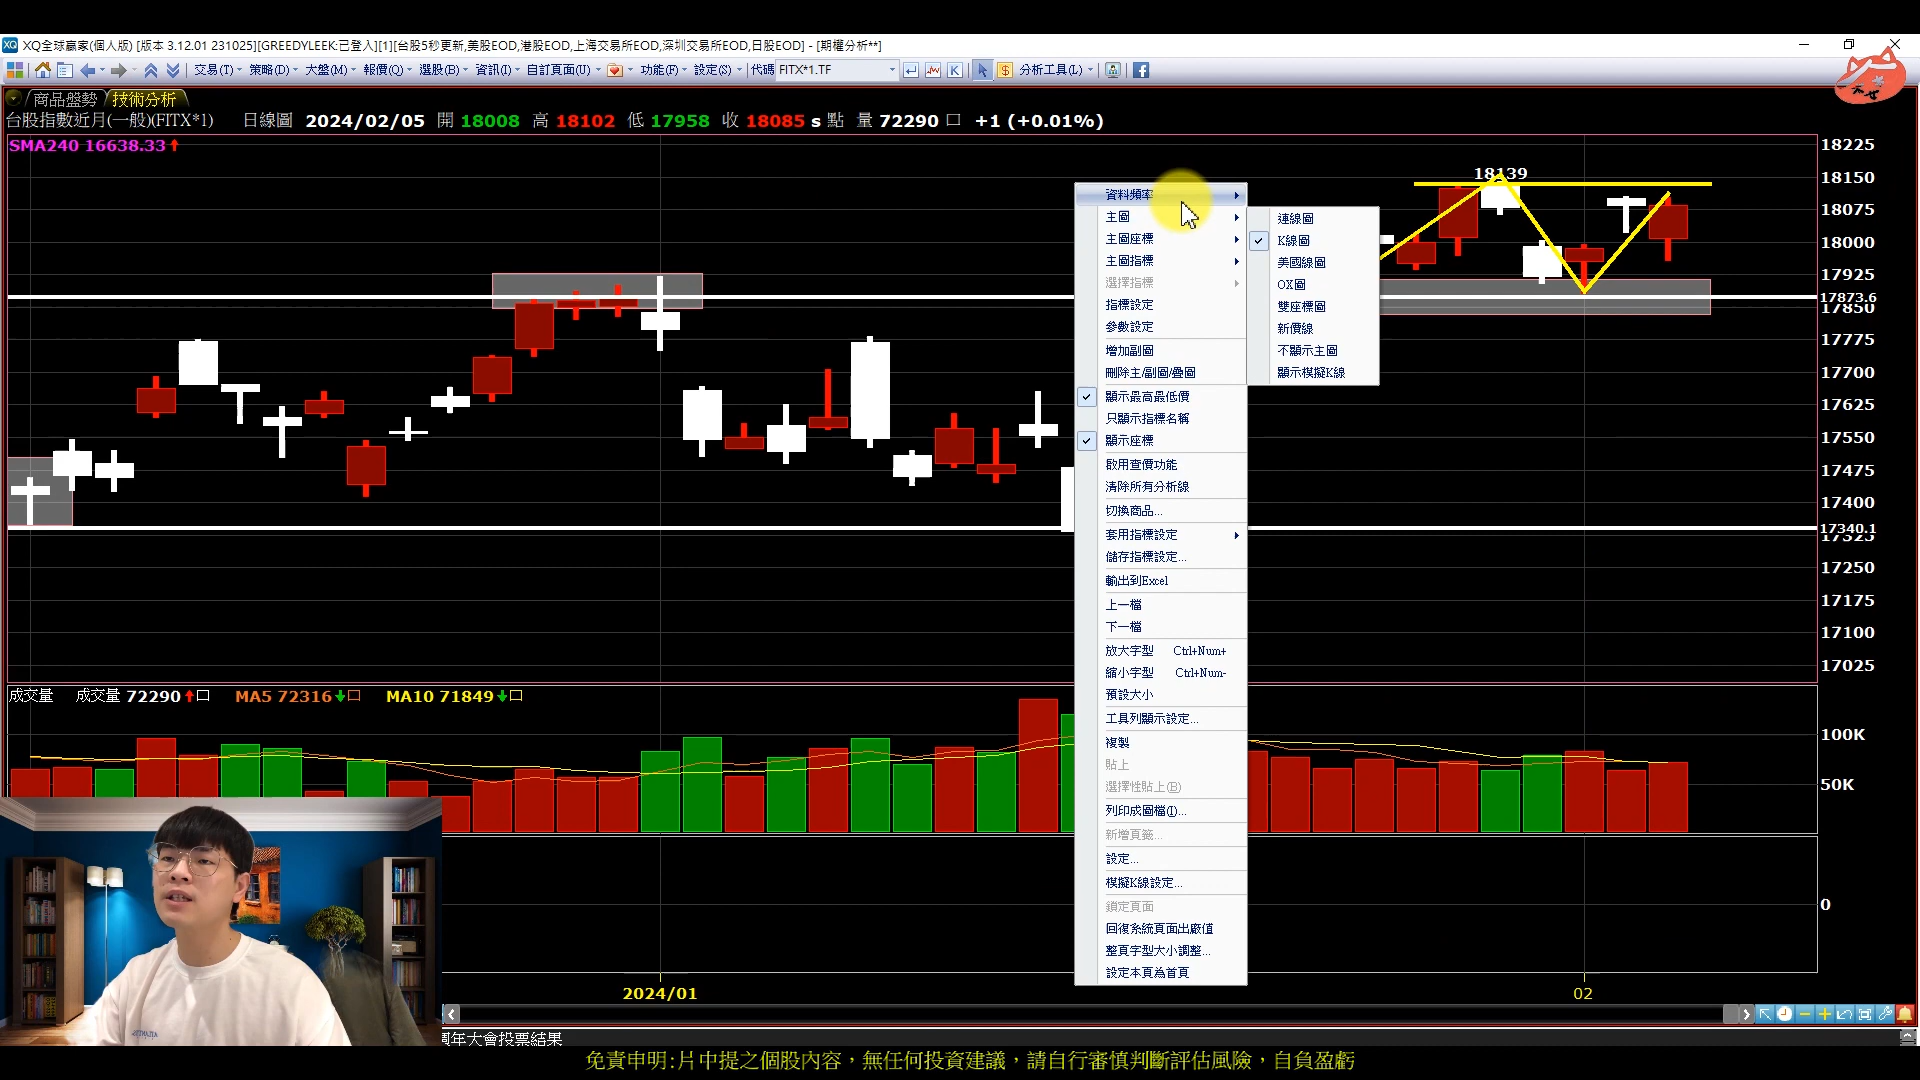 XQ全球贏家(個人版) [版本 3.12.01 231025][GREEDYLEEK:已登入][1][台股5秒更新,美股EOD,港股EOD,上海交易所EOD,深圳交易所EOD,日股EOD] - [期權分析**]
交易(T) 策略(D) 大盤(M) 報價(Q) 選股(B) 資訊(I) 自訂頁面(U) 功能(F) 設定(S) 代碼 FITX*1.TF K $ 分析工具(L)
商品盤勢 技術分析
台股指數近月(一般)(FITX*1) 日線圖 2024/02/05 開 18008 高 18102 低 17958 收 18085 s 點 量 72290 口 +1 (+0.01%)
SMA240 16638.33
18225
18150
18075
18000
17925
17873.6
17850
17775
17700
17625
17550
17475
17400
17340.1
17325
17250
17175
17100
17025
18139
資料頻率
主圖
主圖座標
主圖指標
選擇指標
指標設定
參數設定
增加副圖
刪除主/副圖/疊圖
顯示最高最低價
只顯示指標名稱
顯示座標
啟用查價功能
清除所有分析線
切換商品...
套用指標設定
儲存指標設定...
輸出到Excel
上一檔
下一檔
放大字型 Ctrl+Num+
縮小字型 Ctrl+Num-
預設大小
工具列顯示設定...
複製
貼上
選擇性貼上(B)
列印成圖檔(I)...
新增頁籤...
設定...
模擬K線設定...
鎖定頁面
回復系統頁面出廠值
整頁字型大小調整...
設定本頁為首頁
連線圖
K線圖
美國線圖
OX圖
雙座標圖
新價線
不顯示主圖
顯示模擬K線
成交量 成交量 72290 口 MA5 72316 口 MA10 71849 口
100K
50K
0
2024/01
02
周年大會投票結果
免責申明:片中提之個股內容，無任何投資建議，請自行審慎判斷評估風險，自負盈虧